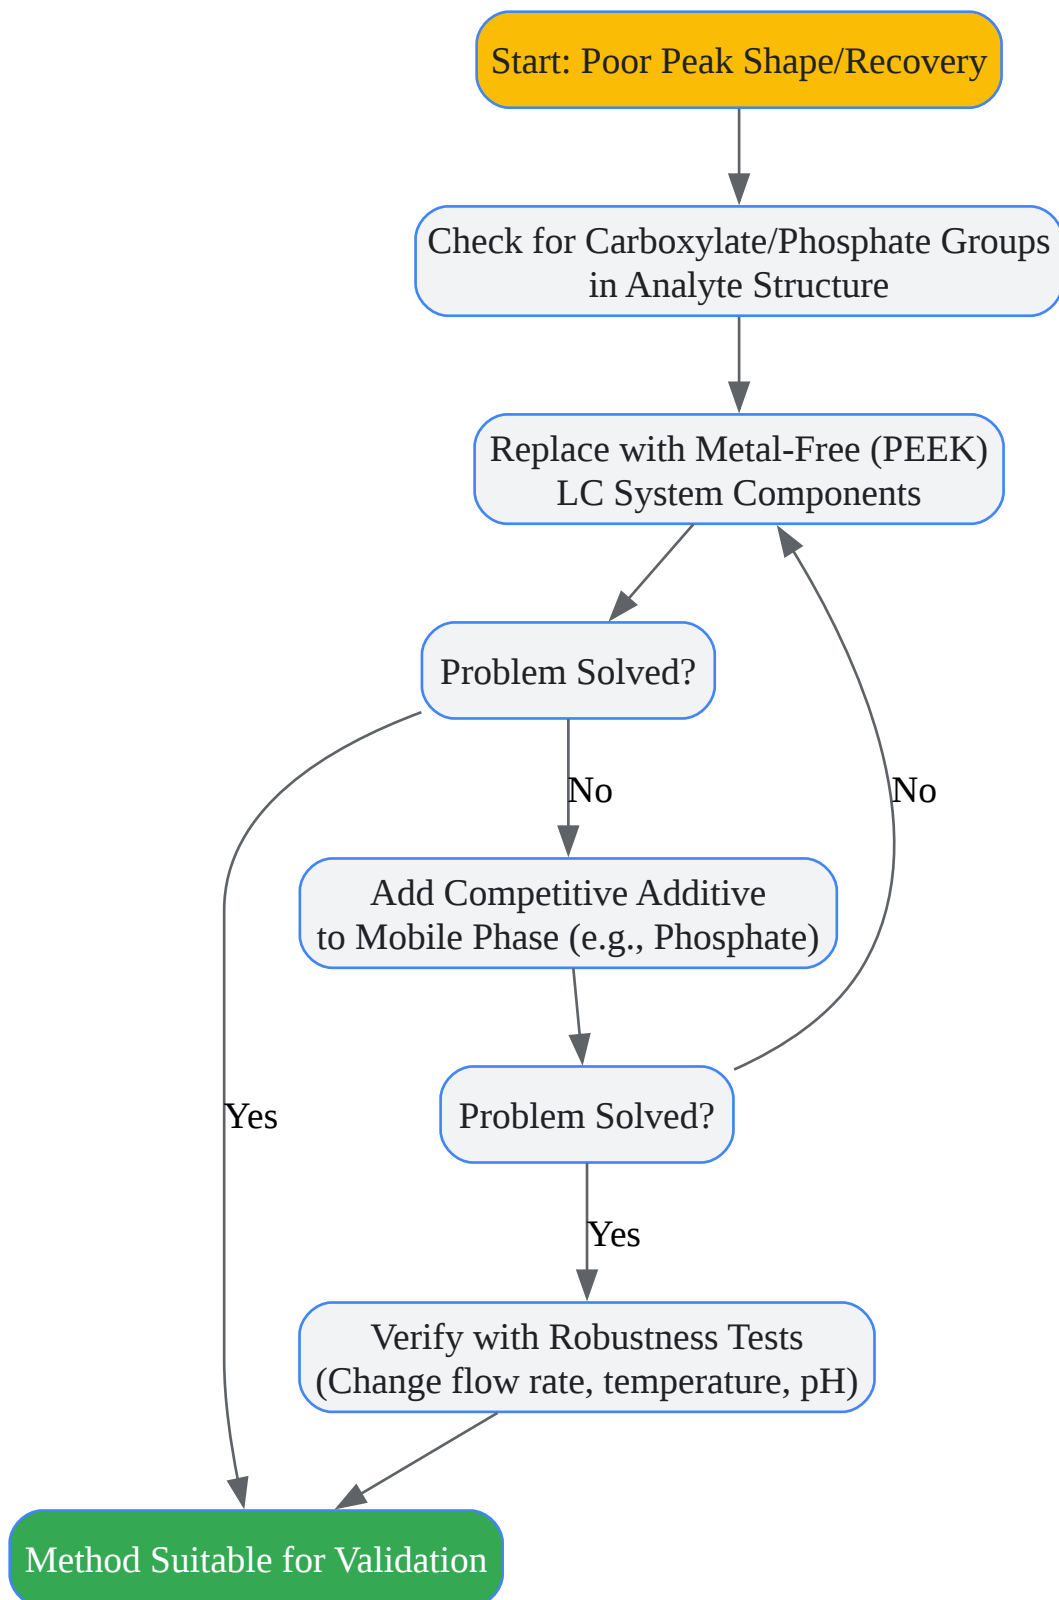 Start: Poor Peak Shape/Recovery
Check for Carboxylate/Phosphate Groups
in Analyte Structure
Replace with Metal-Free (PEEK)
LC System Components
Problem Solved?
No
No
Add Competitive Additive
to Mobile Phase (e.g., Phosphate)
Yes
Problem Solved?
Yes
Verify with Robustness Tests
(Change flow rate, temperature, pH)
Method Suitable for Validation